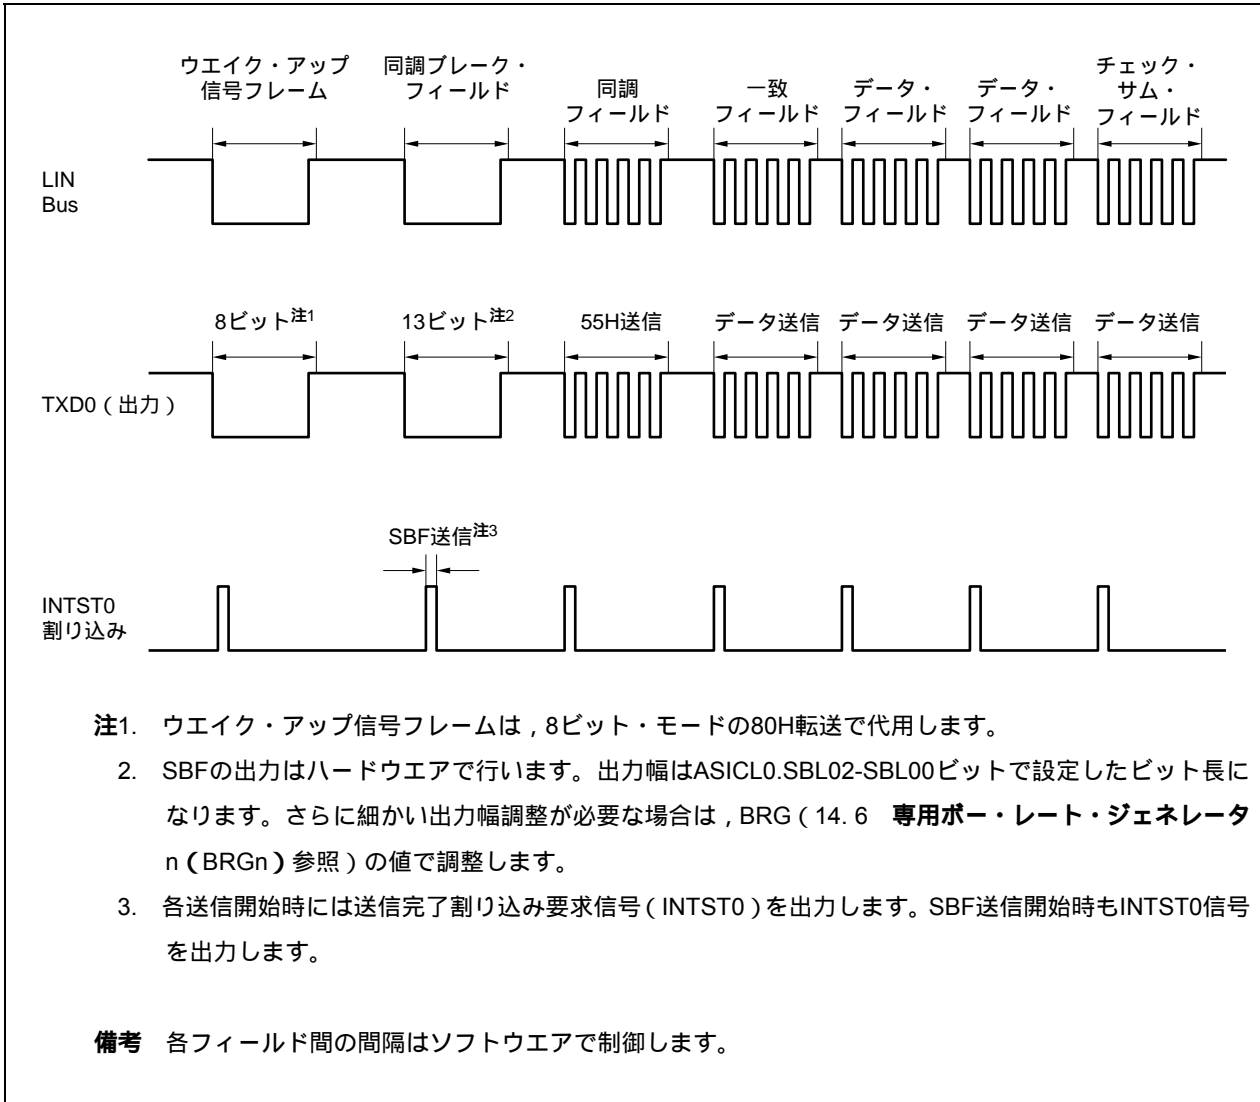 ウエイク・アップ
信号フレーム
同調ブレーク・
フィールド
同調
フィールド
一致
フィールド
データ・
フィールド
データ・
フィールド
チェック・
サム・
フィールド
LIN
Bus
8ビット注1
13ビット注2
55H送信
データ送信
データ送信
データ送信
データ送信
TXD0（出力）
SBF送信注3
INTST0
割り込み
注1. ウエイク・アップ信号フレームは，8ビット・モードの80H転送で代用します。
2. SBFの出力はハードウエアで行います。出力幅はASICL0.SBL02-SBL00ビットで設定したビット長に
なります。さらに細かい出力幅調整が必要な場合は，BRG（14. 6 専用ボー・レート・ジェネレータ
n（BRGn）参照）の値で調整します。
3. 各送信開始時には送信完了割り込み要求信号（INTST0）を出力します。SBF送信開始時もINTST0信号
を出力します。
備考 各フィールド間の間隔はソフトウエアで制御します。